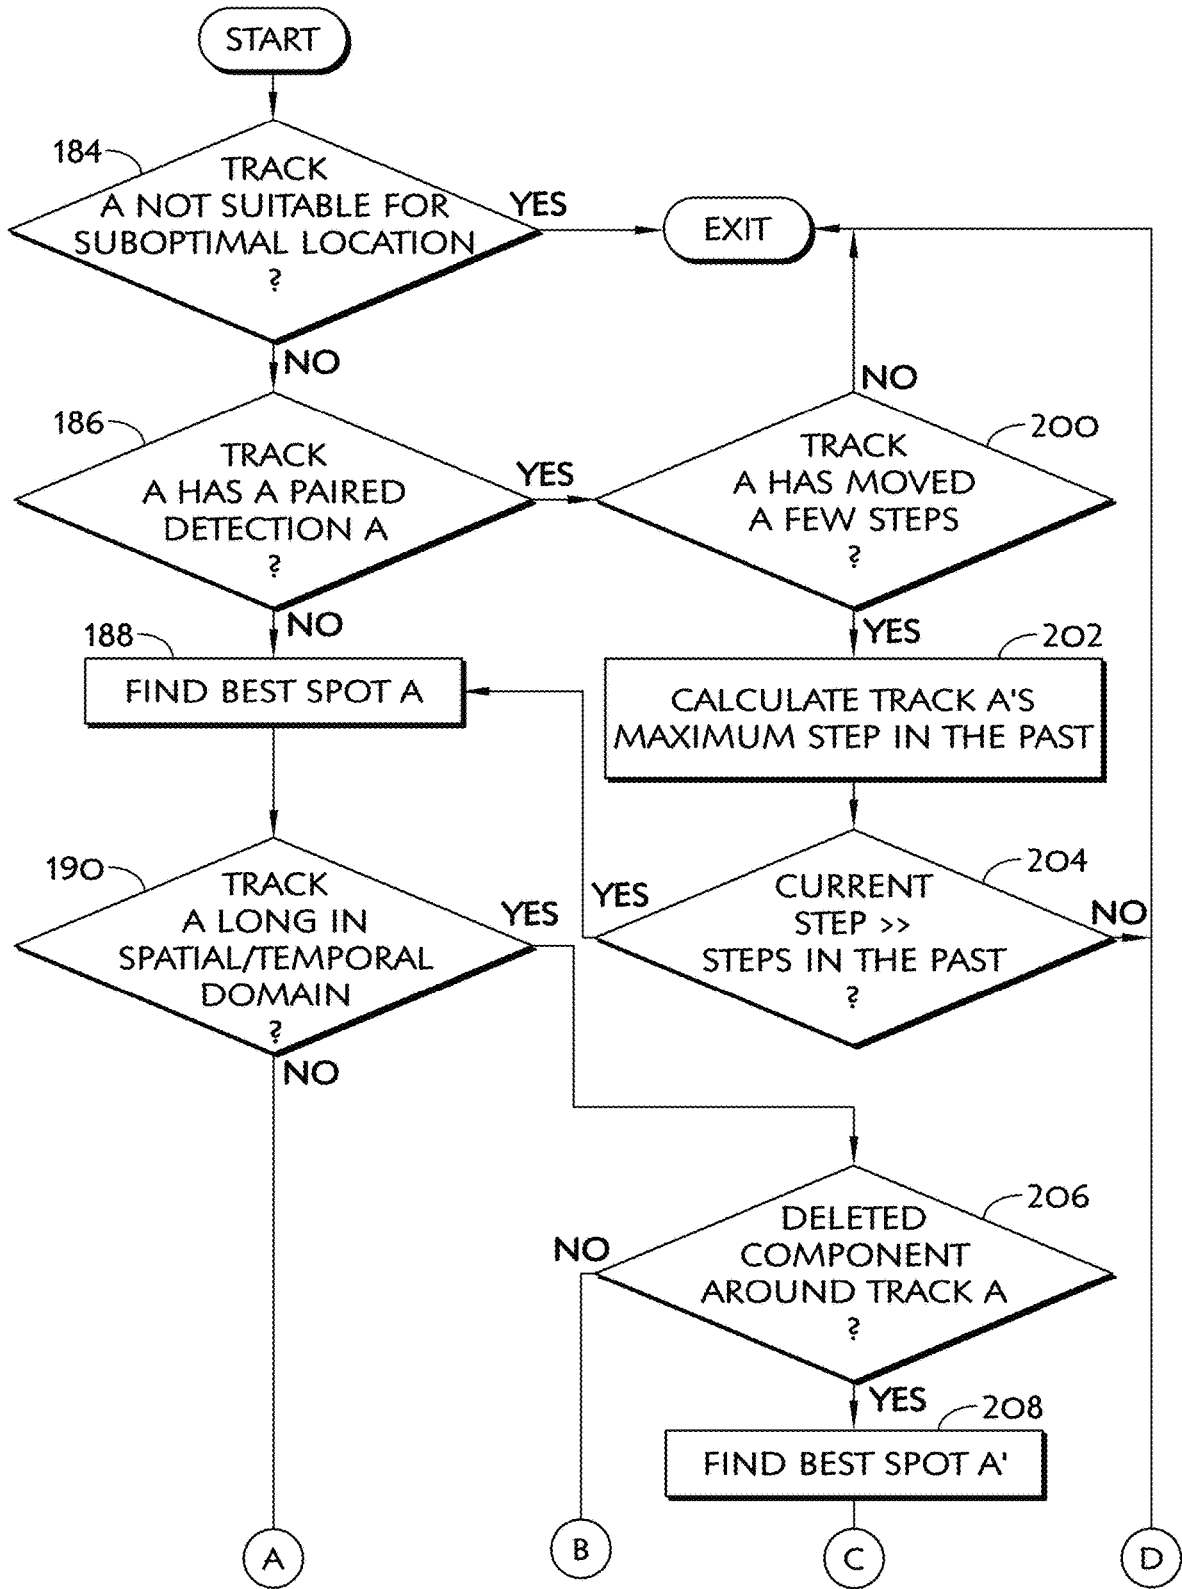 START
184
TRACK
A NOT SUITABLE FOR
SUBOPTIMAL LOCATION
?
YES
EXIT
NO
186
TRACK
A HAS A PAIRED
DETECTION A
?
YES
NO
200
TRACK
A HAS MOVED
A FEW STEPS
?
NO
YES
188
FIND BEST SPOT A
202
CALCULATE TRACK A'S
MAXIMUM STEP IN THE PAST
190
TRACK
A LONG IN
SPATIAL/TEMPORAL
DOMAIN
?
YES
NO
204
CURRENT
STEP >>
STEPS IN THE PAST
?
YES
NO
206
DELETED
COMPONENT
AROUND TRACK A
?
NO
YES
208
FIND BEST SPOT A'
A
B
C
D